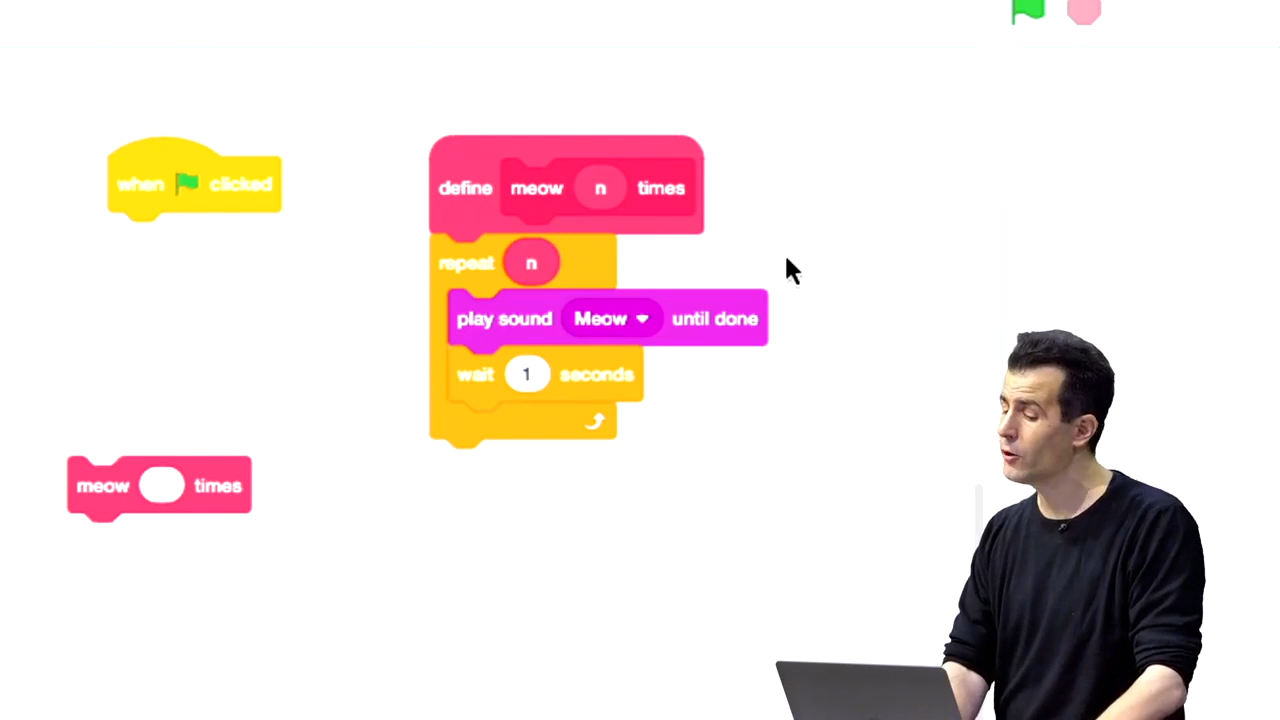 when clicked
define meow n times
repeat n
play sound Meow until done
wait 1 seconds
meow times